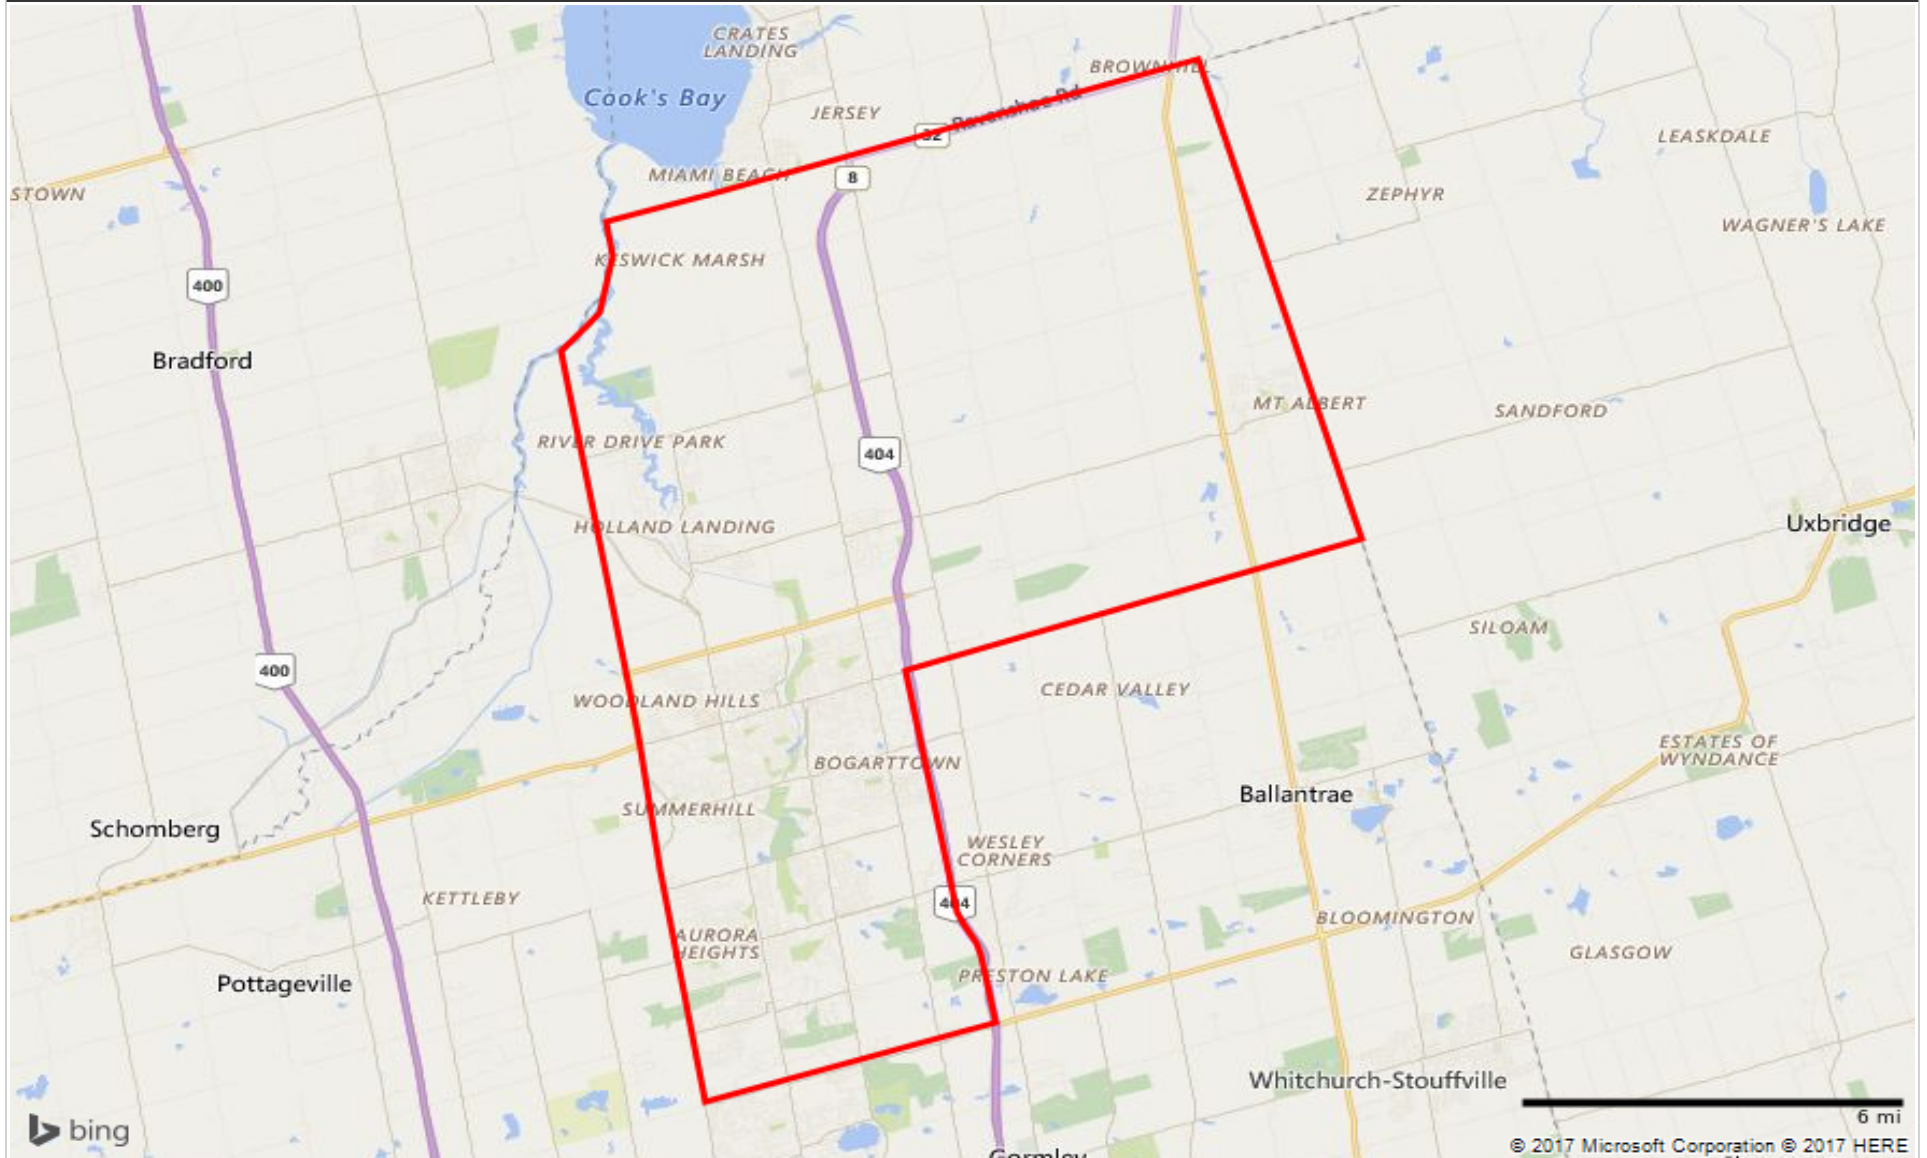 CRATES
LANDING
BROWNHILL
Cook's Bay
JERSEY
Ravenshoe Rd
32
LEASKDALE
MIAMI BEACH
8
STOWN
ZEPHYR
WAGNER'S LAKE
KESWICK MARSH
400
Bradford
MT ALBERT
SANDFORD
RIVER DRIVE PARK
404
HOLLAND LANDING
Uxbridge
SILOAM
400
CEDAR VALLEY
WOODLAND HILLS
ESTATES OF
WYNDANCE
BOGARTTOWN
Ballantrae
SUMMERHILL
Schomberg
WESLEY
CORNERS
KETTLEBY
404
BLOOMINGTON
AURORA
HEIGHTS
GLASGOW
PRESTON LAKE
Pottageville
Whitchurch-Stouffville
6 mi
bing
© 2017 Microsoft Corporation © 2017 HERE
Gormley